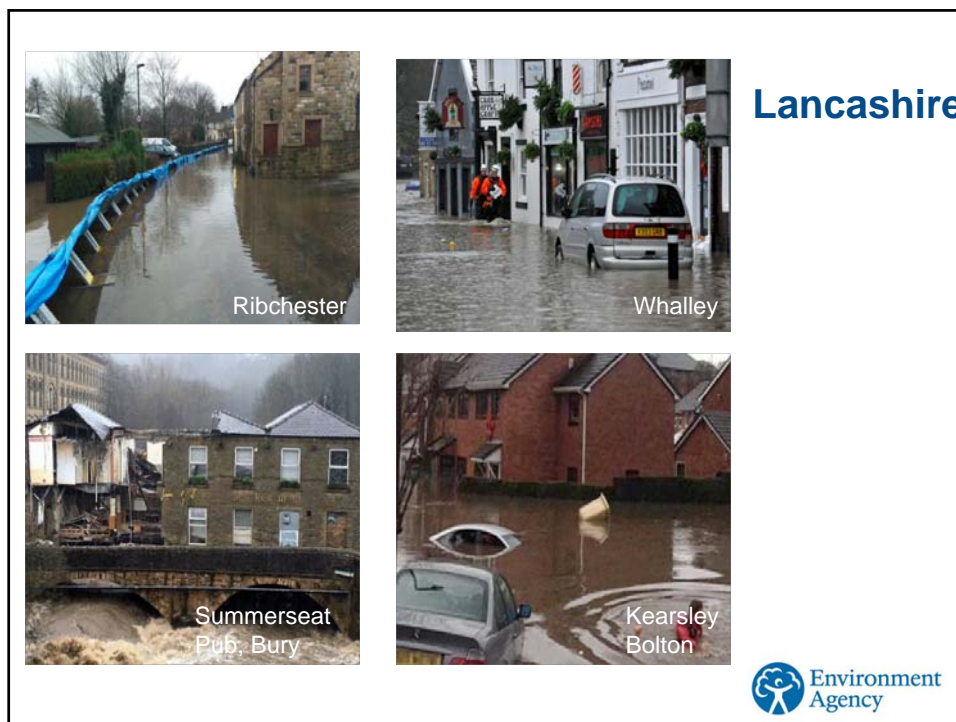 Lancashire
Ribchester
Whalley
Summerseat
Pub, Bury
Kearsley
Bolton
Environment
Agency